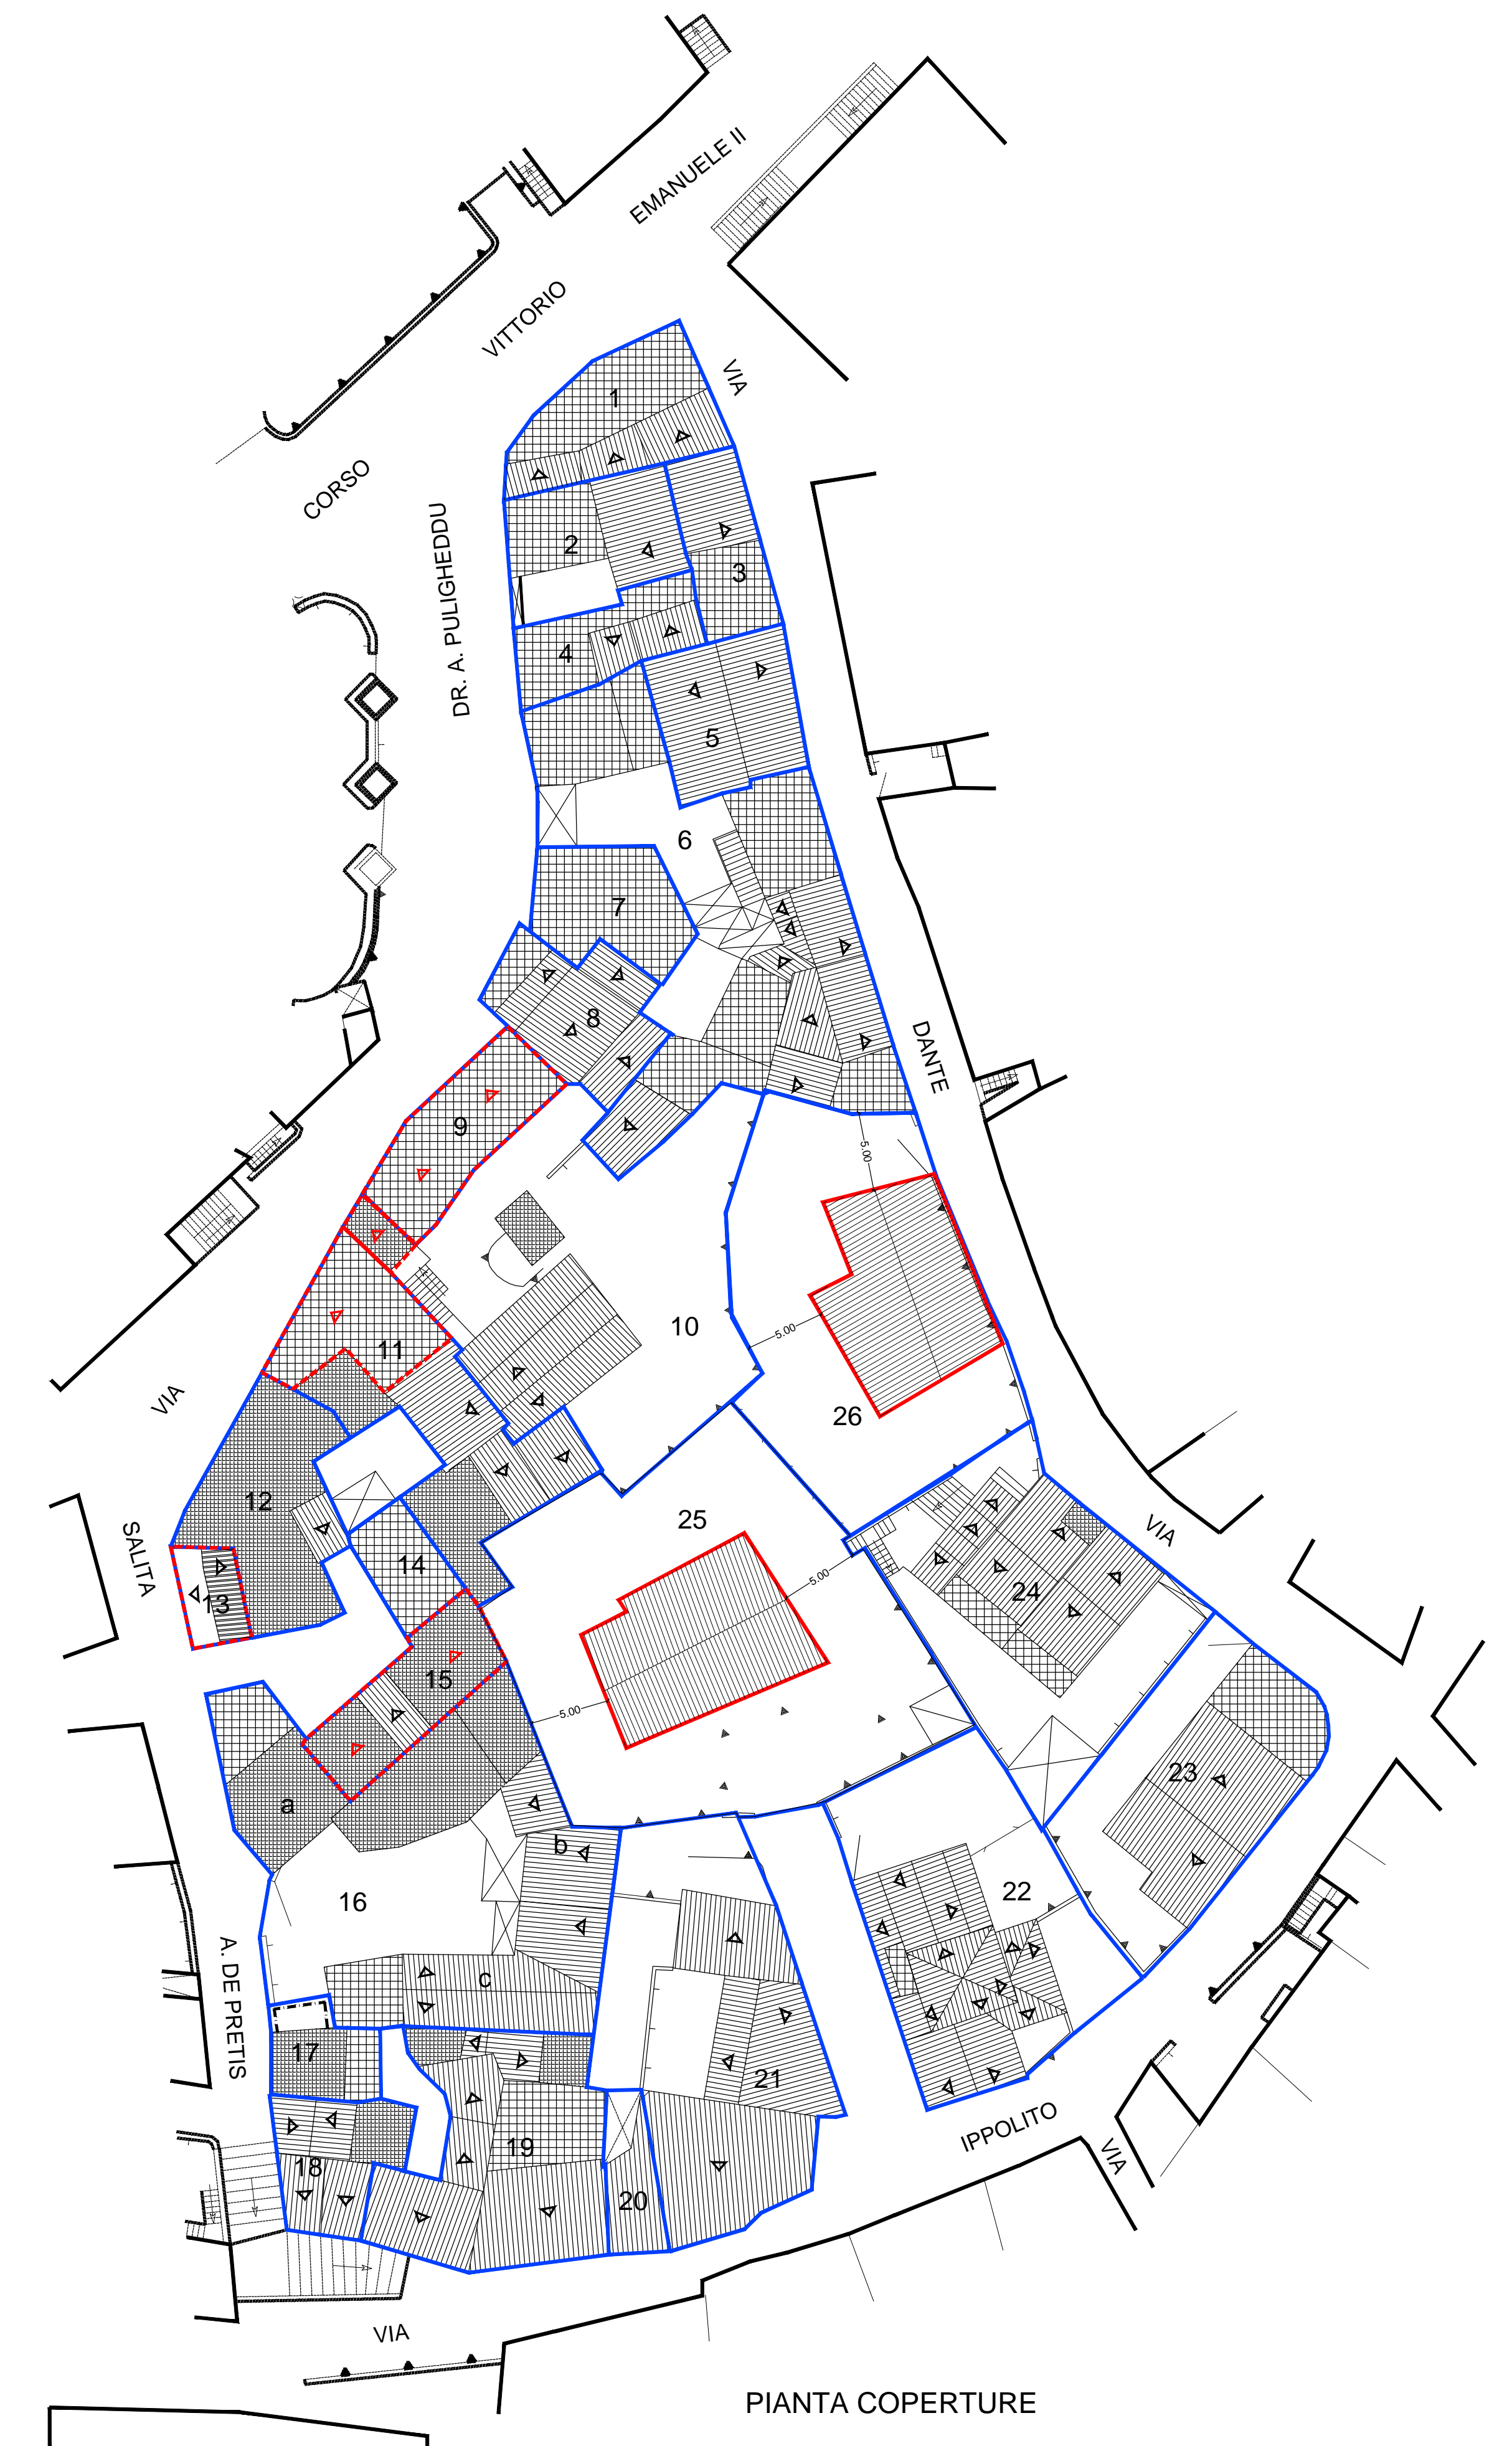 EMANUELE II
VITTORIO
CORSO
VIA
1
2
3
DR. A. PULIGHEDDU
4
5
6
7
8
DANTE
9
5.00
10
5.00
11
VIA
26
12
25
VIA
SALITA
14
5.00
24
13
15
5.00
23
a
b
22
16
c
A. DE PRETIS
17
21
19
IPPOLITO
VIA
18
20
VIA
PIANTA COPERTURE